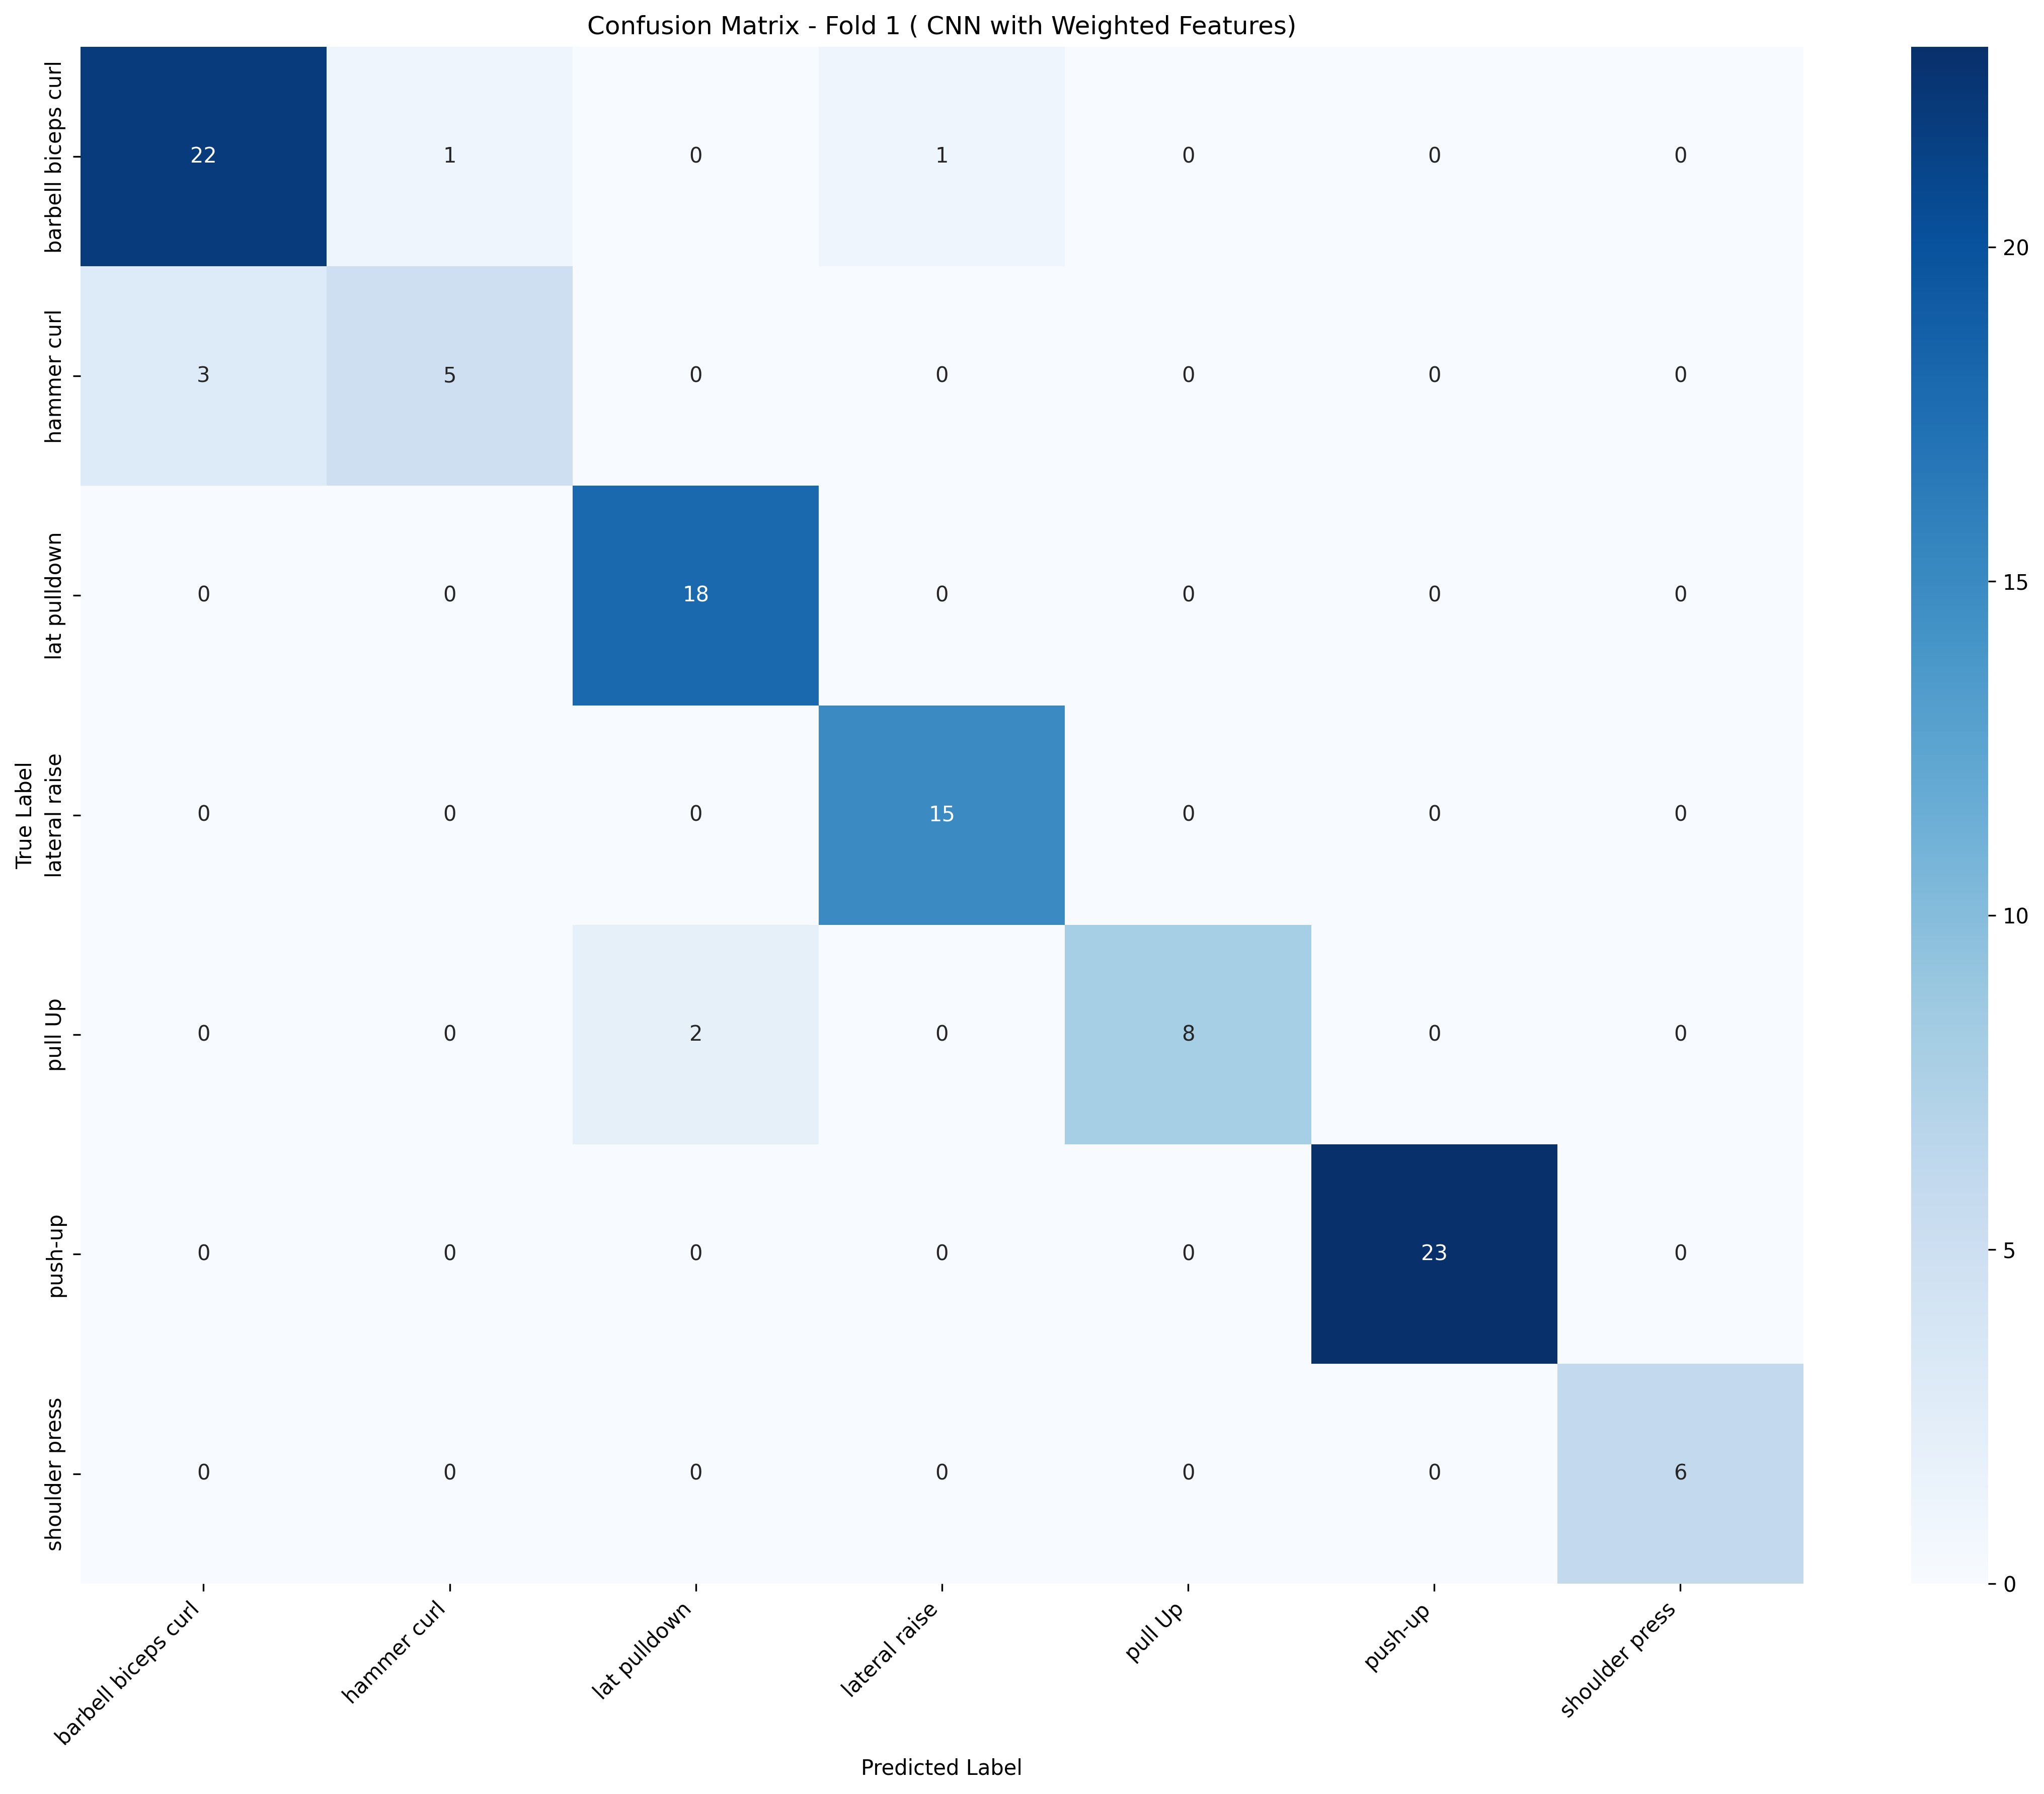 Confusion Matrix - Fold 1 ( CNN with Weighted Features)
True Label
barbell biceps curl
22 1 0 1 0 0 0
hammer curl
3 5 0 0 0 0 0
lat pulldown
0 0 18 0 0 0 0
lateral raise
0 0 0 15 0 0 0
pull Up
0 0 2 0 8 0 0
push-up
0 0 0 0 0 23 0
shoulder press
0 0 0 0 0 0 6
barbell biceps curl
hammer curl
lat pulldown
lateral raise
pull Up
push-up
shoulder press
Predicted Label
20
15
10
5
0